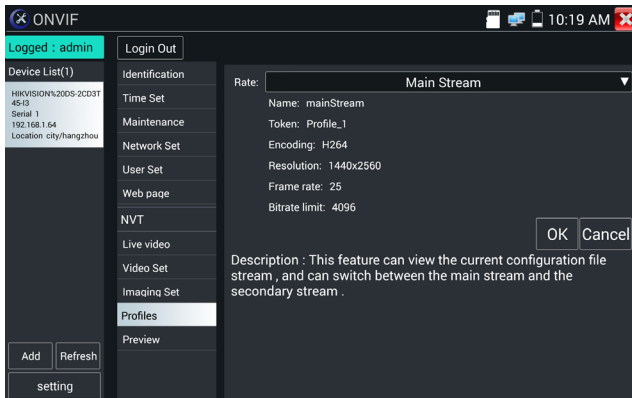 ONVIF
10:19 AM
Logged : admin
Login Out
Device List(1)
HIKVISION%20DS-2CD3T
45-I3
Serial 1
192.168.1.64
Location city/hangzhou
Add
Refresh
setting
Identification
Time Set
Maintenance
Network Set
User Set
Web page
NVT
Live video
Video Set
Imaging Set
Profiles
Preview
Rate:
Main Stream
Name: mainStream
Token: Profile_1
Encoding: H264
Resolution: 1440x2560
Frame rate: 25
Bitrate limit: 4096
OK
Cancel
Description : This feature can view the current configuration file
stream , and can switch between the main stream and the
secondary stream .